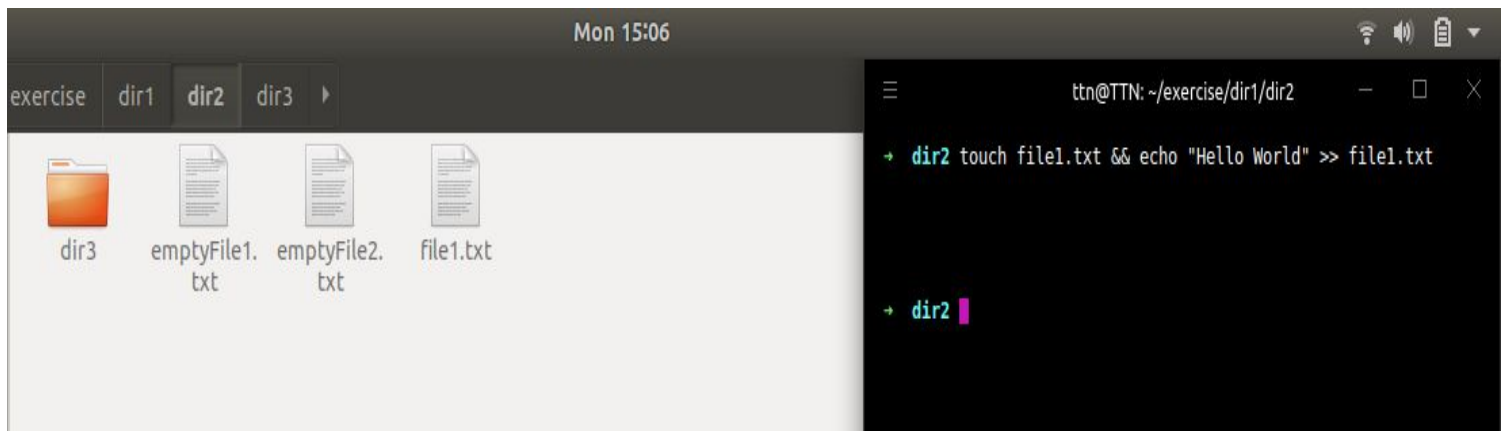 Mon 15:06
exercise dir1 dir2 dir3
dir3
emptyFile1.
txt
emptyFile2.
txt
file1.txt
ttn@TTN: ~/exercise/dir1/dir2
→ dir2 touch file1.txt && echo "Hello World" >> file1.txt
→ dir2